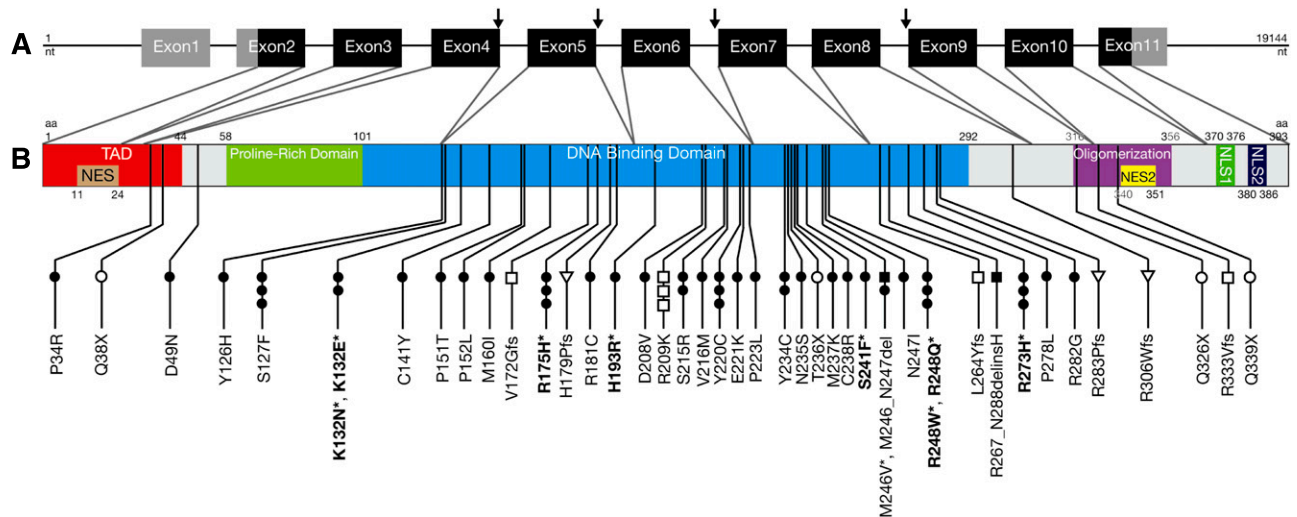 A
1
nt
Exon1
Exon2
Exon3
Exon4
Exon5
Exon6
Exon7
Exon8
Exon9
Exon10
Exon11
19144
nt
B
aa
1
44
58
101
292
316
356
370
376
aa
393
TAD
NES
Proline-Rich Domain
DNA Binding Domain
Oligomerization
NES2
NLS1
NLS2
11
24
340
351
380
386
P34R
Q38X
D49N
Y126H
S127F
K132N*, K132E*
C141Y
P151T
P152L
M160I
V172Gfs
R175H*
H179Pfs
R181C
H193R*
D208V
R209K
S215R
V216M
Y220C
E221K
P223L
Y234C
N235S
T236X
M237K
C238R
S241F*
M246V*, M246_N247del
N247I
R248W*, R248Q*
L264Yfs
R267_N288delinsH
R273H*
P278L
R282G
R283Pfs
R306Wfs
Q326X
R333Vfs
Q339X